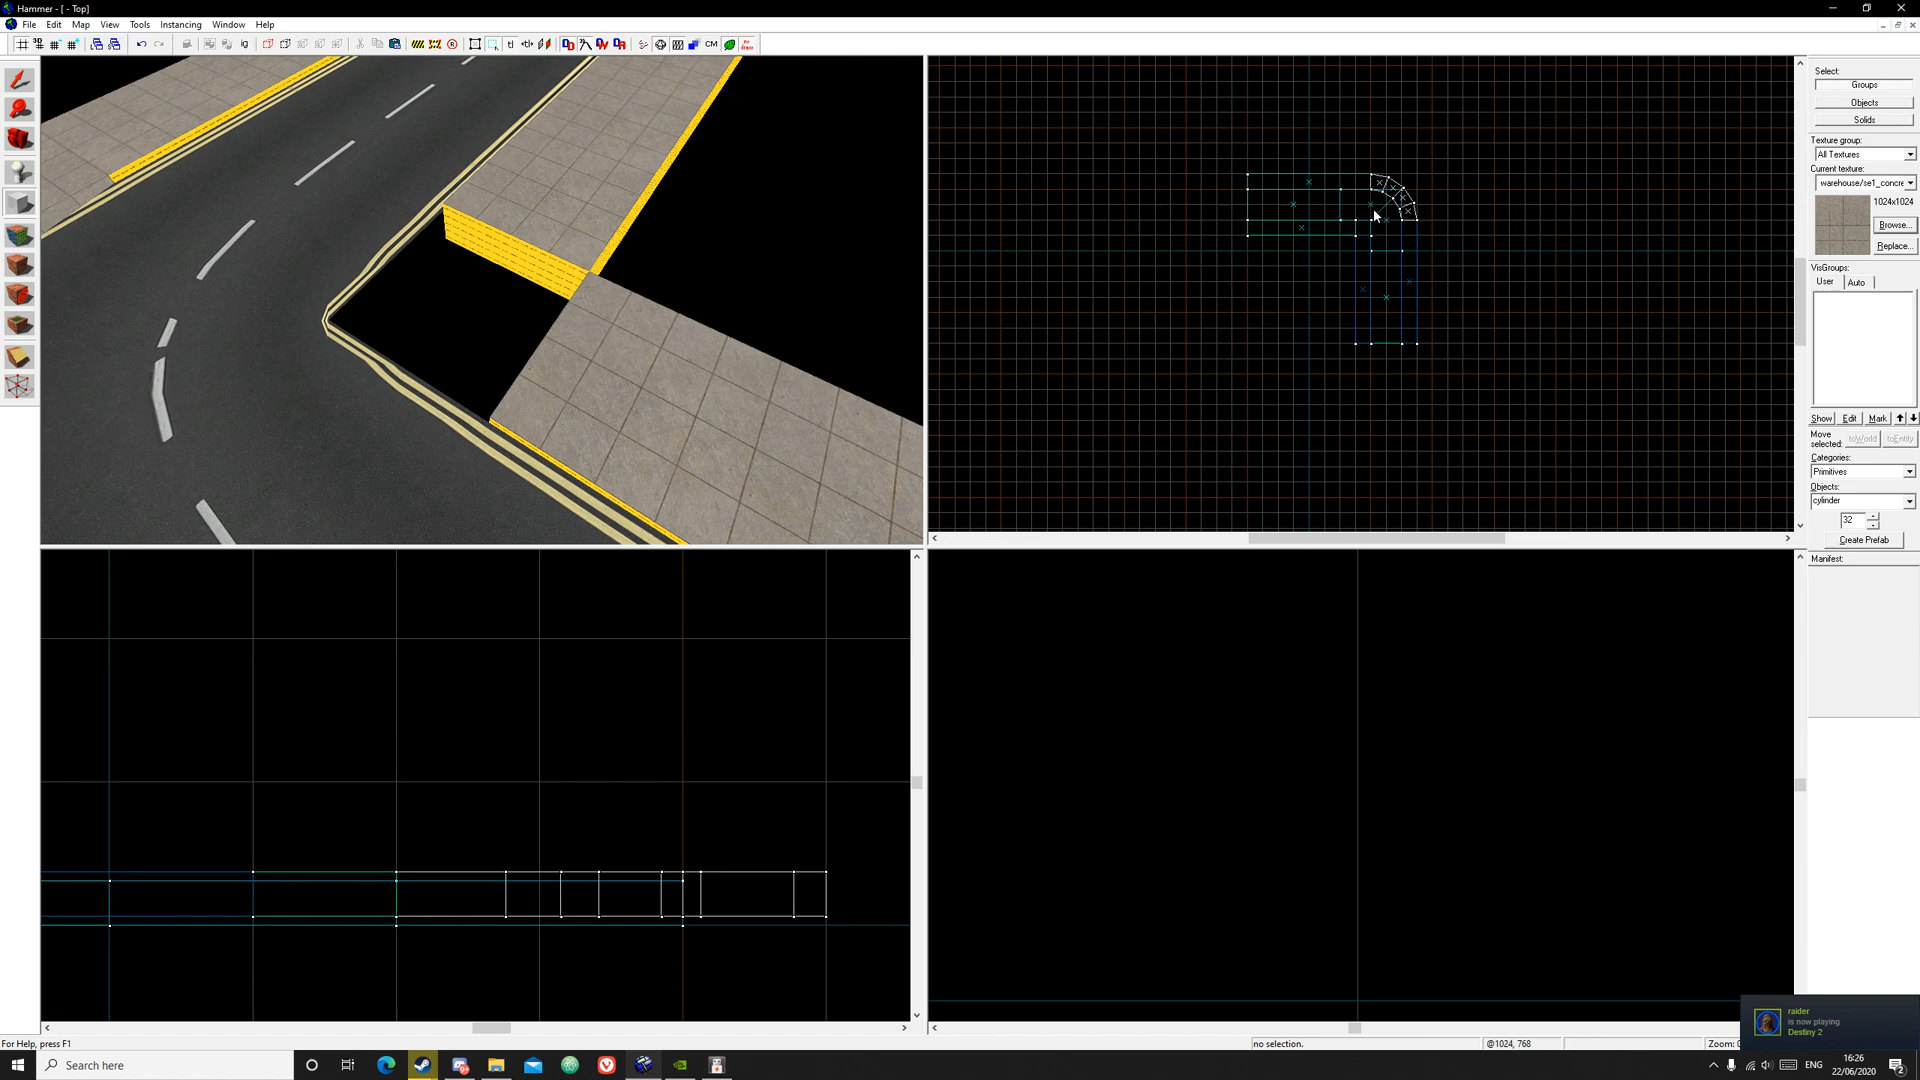 Hammer - [ - Top]
File Edit Map View Tools Instancing Window Help
ig tl CM
Select:
Groups
Objects
Solids
Texture group:
All Textures
Current texture:
warehouse/se1_concre
1024x1024
Browse...
Replace...
VisGroups:
User Auto
Show Edit Mark
Move
selected: toWorld toEntity
Categories:
Primitives
Objects:
cylinder
32
Create Prefab
Manifest:
raider
is now playing
Destiny 2
For Help, press F1
no selection.
@1024, 768
Zoom:
Search here
ENG
16:26
22/06/2020